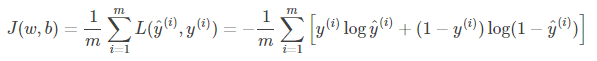 J(w, b) = \frac{1}{m} \sum_{i=1}^{m} L(\hat{y}^{(i)}, y^{(i)}) = -\frac{1}{m} \sum_{i=1}^{m} \left[ y^{(i)} \log \hat{y}^{(i)} + (1 - y^{(i)}) \log(1 - \hat{y}^{(i)}) \right]